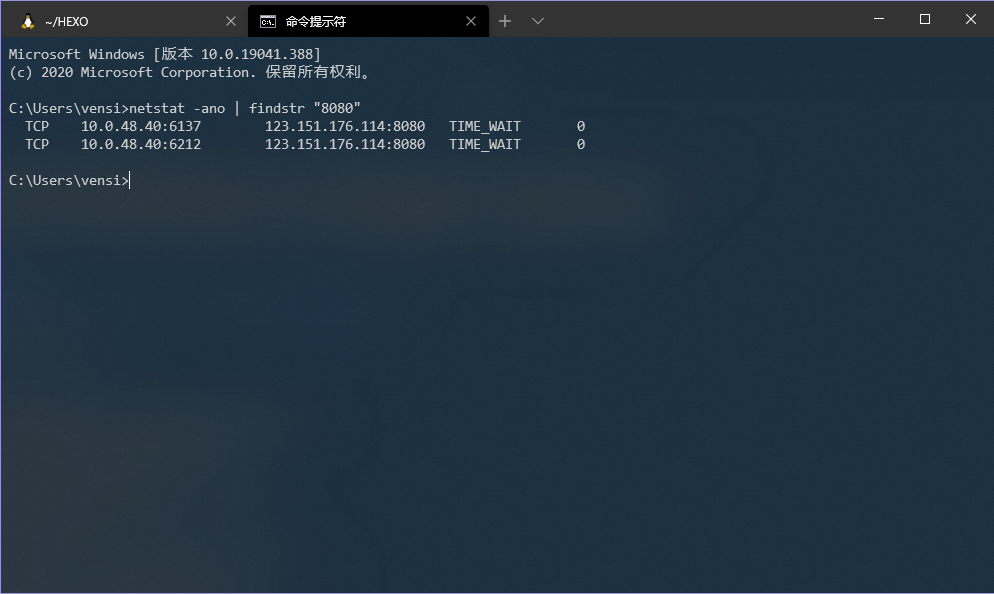 ~/HEXO
命令提示符
Microsoft Windows [版本 10.0.19041.388]
(c) 2020 Microsoft Corporation. 保留所有权利。
C:\Users\vensi>netstat -ano | findstr "8080"
TCP    10.0.48.40:6137        123.151.176.114:8080   TIME_WAIT       0
TCP    10.0.48.40:6212        123.151.176.114:8080   TIME_WAIT       0
C:\Users\vensi>